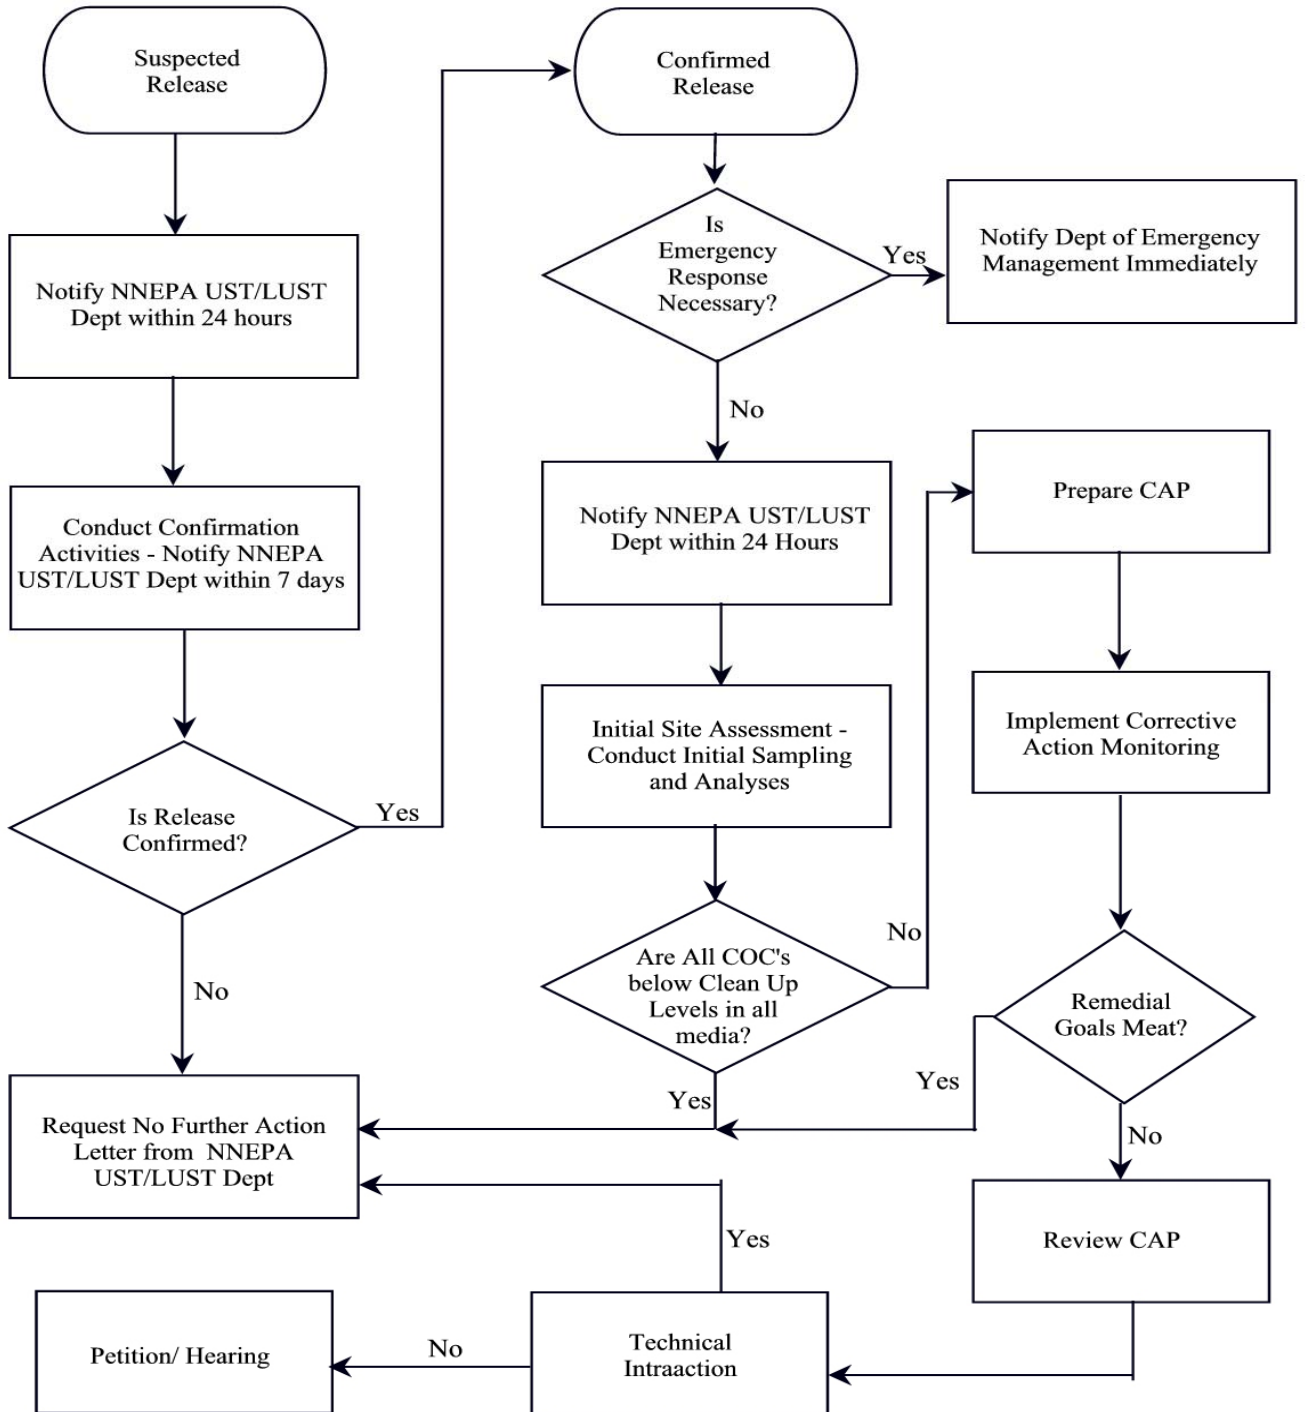 Suspected
Release
Notify NNEPA UST/LUST
Dept within 24 hours
Conduct Confirmation
Activities - Notify NNEPA
UST/LUST Dept within 7 days
Is Release
Confirmed?
Yes
No
Request No Further Action
Letter from NNEPA
UST/LUST Dept
Confirmed
Release
Is
Emergency
Response
Necessary?
Yes
Notify Dept of Emergency
Management Immediately
No
Notify NNEPA UST/LUST
Dept within 24 Hours
Initial Site Assessment -
Conduct Initial Sampling
and Analyses
Are All COC's
below Clean Up
Levels in all
media?
No
Yes
Prepare CAP
Implement Corrective
Action Monitoring
Remedial
Goals Meat?
Yes
No
Review CAP
Technical
Intraaction
Yes
No
Petition/ Hearing